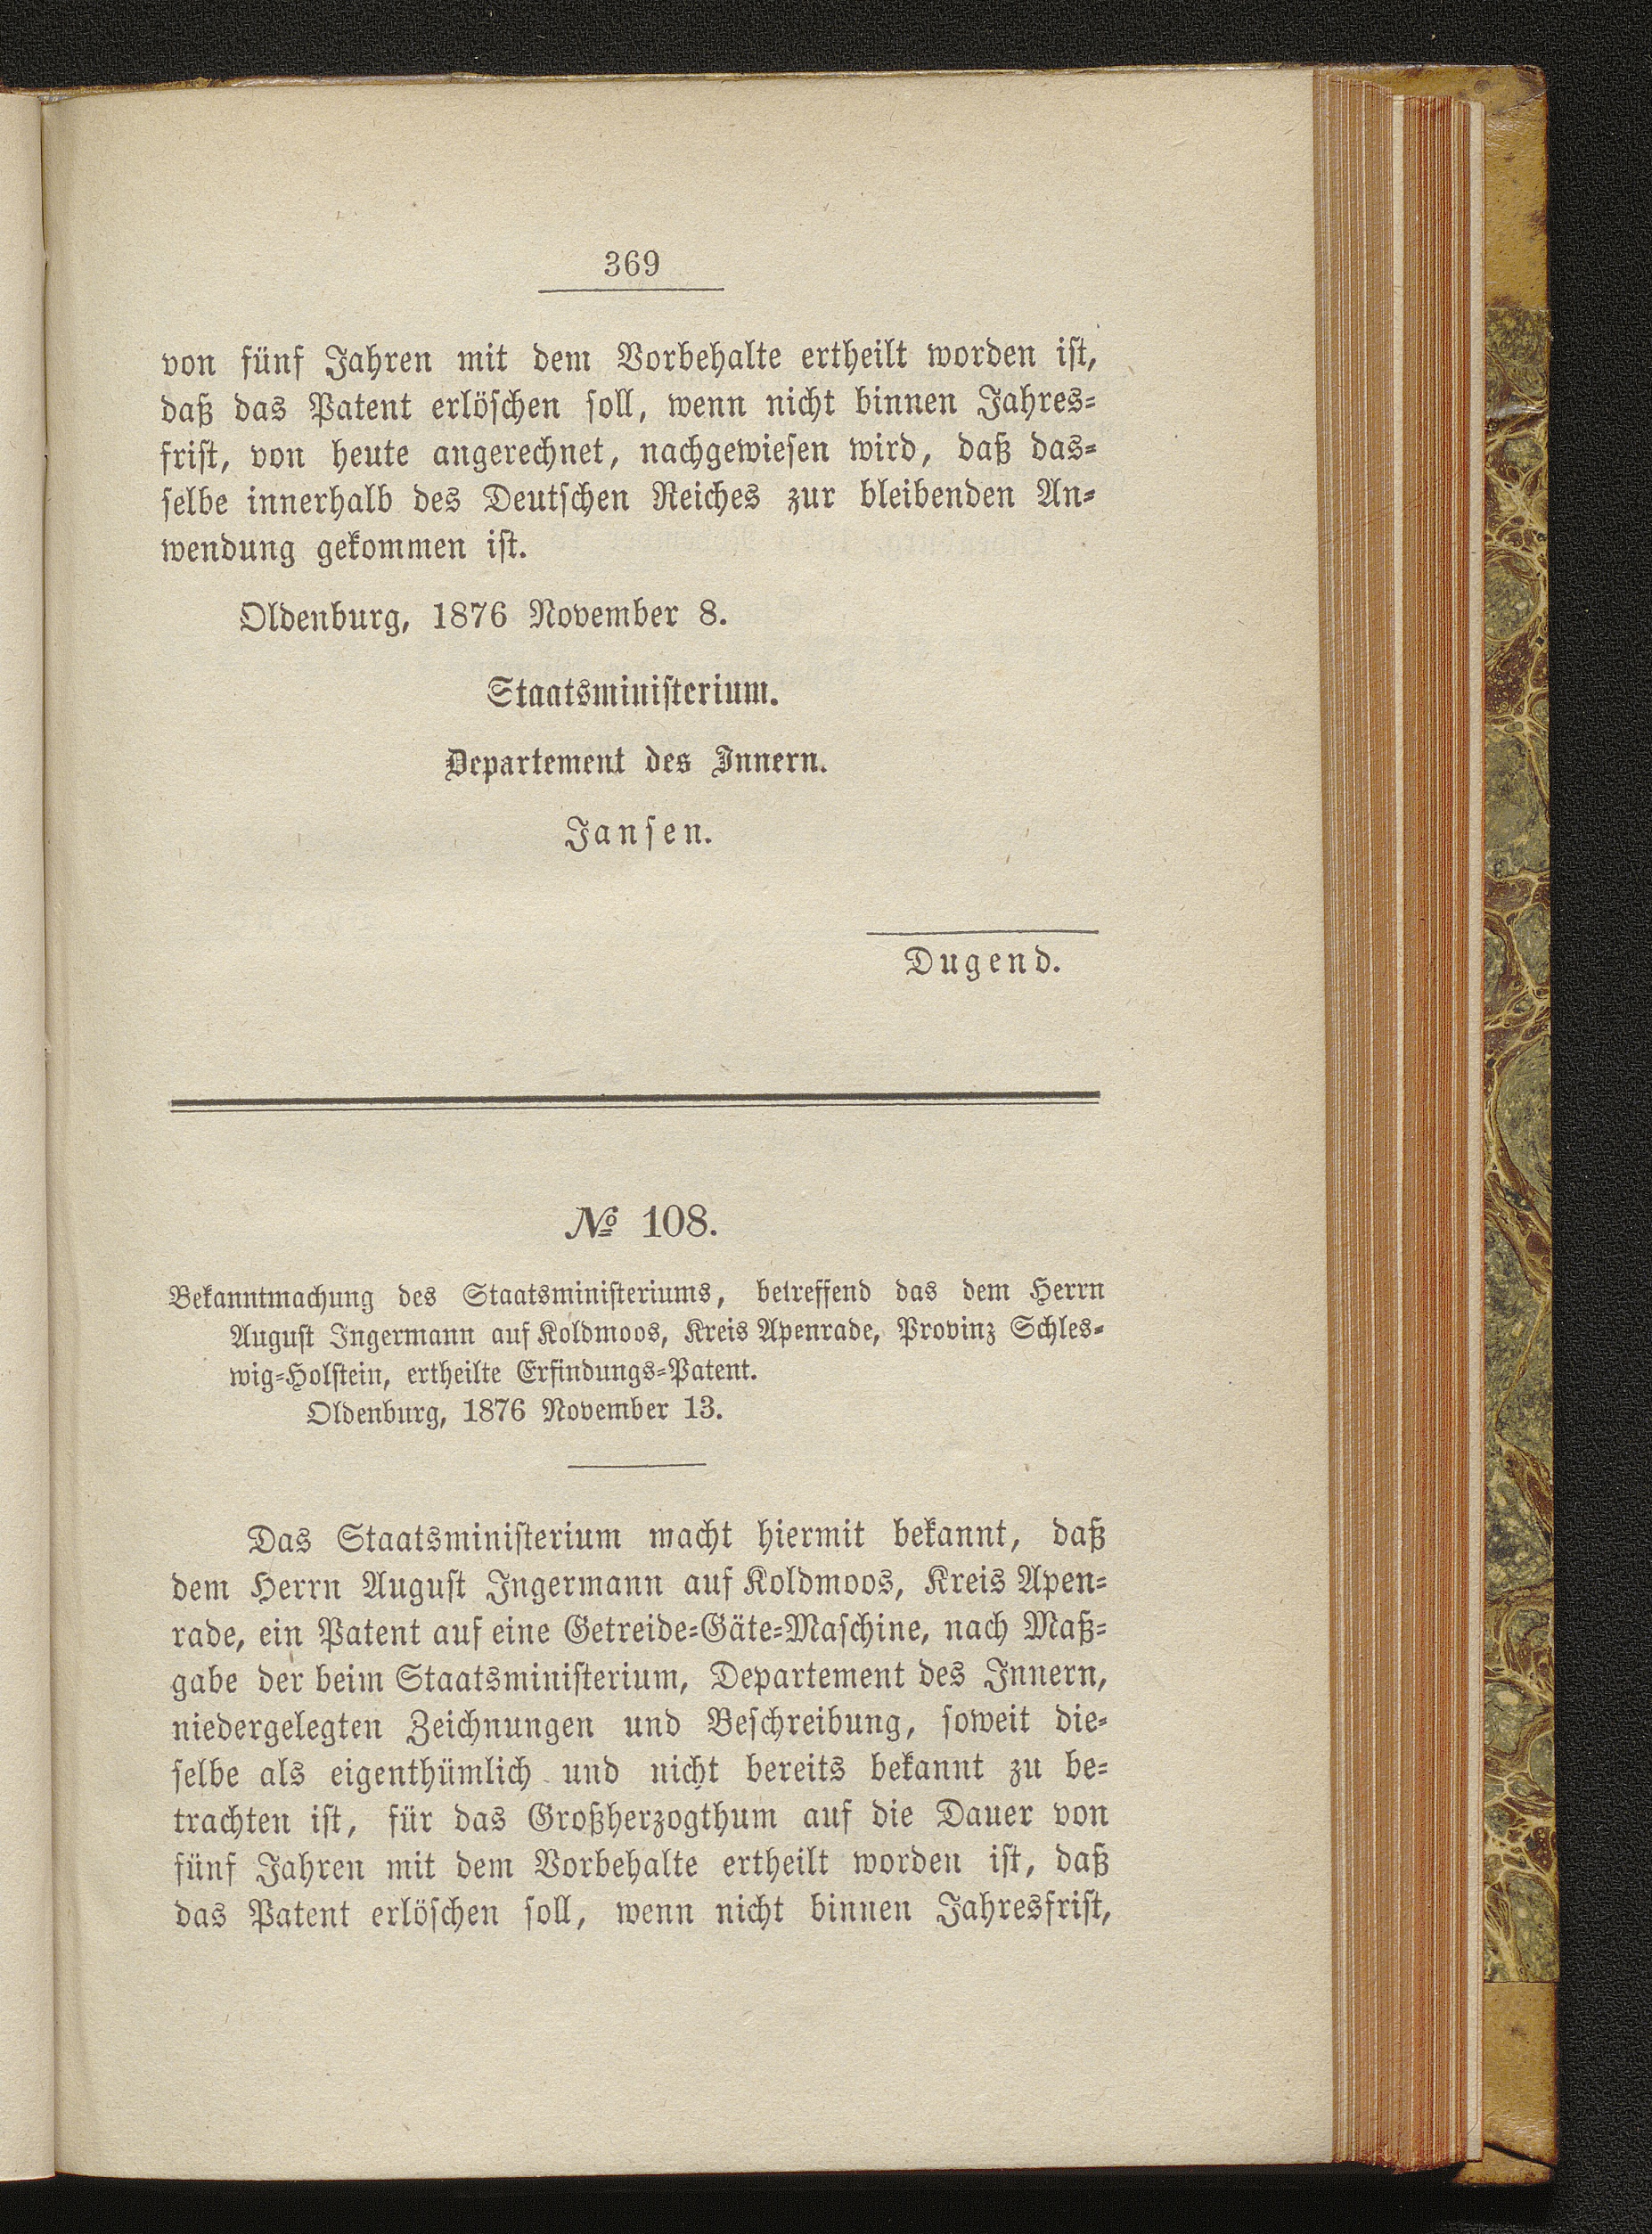 369
von fünf Jahren mit dem Vorbehalte ertheilt worden ist,
daß das Patent erlöschen soll, wenn nicht binnen Jahres-
frist, von heute angerechnet, nachgewiesen wird, daß das-
selbe innerhalb des Deutschen Reiches zur bleibenden An-
wendung gekommen ist.
Oldenburg, 1876 November 8.
Staatsministerium.
Departement des Innern.
Jansen.
Dugend.
№ 108.
Bekanntmachung des Staatsministeriums, betreffend das dem Herrn
August Ingermann auf Koldmoos, Kreis Apenrade, Provinz Schles-
wig-Holstein, ertheilte Erfindungs-Patent.
Oldenburg, 1876 November 13.
Das Staatsministerium macht hiermit bekannt, daß
dem Herrn August Ingermann auf Koldmoos, Kreis Apen-
rade, ein Patent auf eine Getreide-Gäte-Maschine, nach Maß-
gabe der beim Staatsministerium, Departement des Innern,
niedergelegten Zeichnungen und Beschreibung, soweit die-
selbe als eigenthümlich und nicht bereits bekannt zu be-
trachten ist, für das Großherzogthum auf die Dauer von
fünf Jahren mit dem Vorbehalte ertheilt worden ist, daß
das Patent erlöschen soll, wenn nicht binnen Jahresfrist,